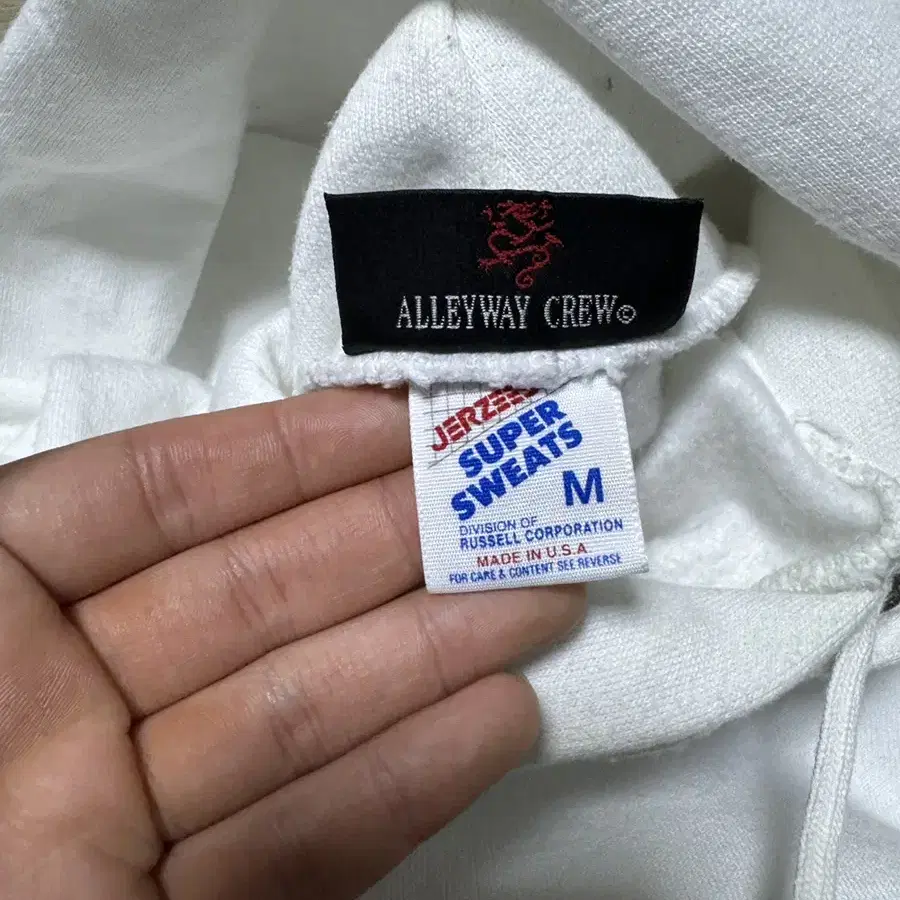 ALLEYWAY CREW©
JERZEES
SUPER
SWEATS
M
DIVISION OF
RUSSELL CORPORATION
MADE IN U.S.A.
FOR CARE & CONTENT SEE REVERSE